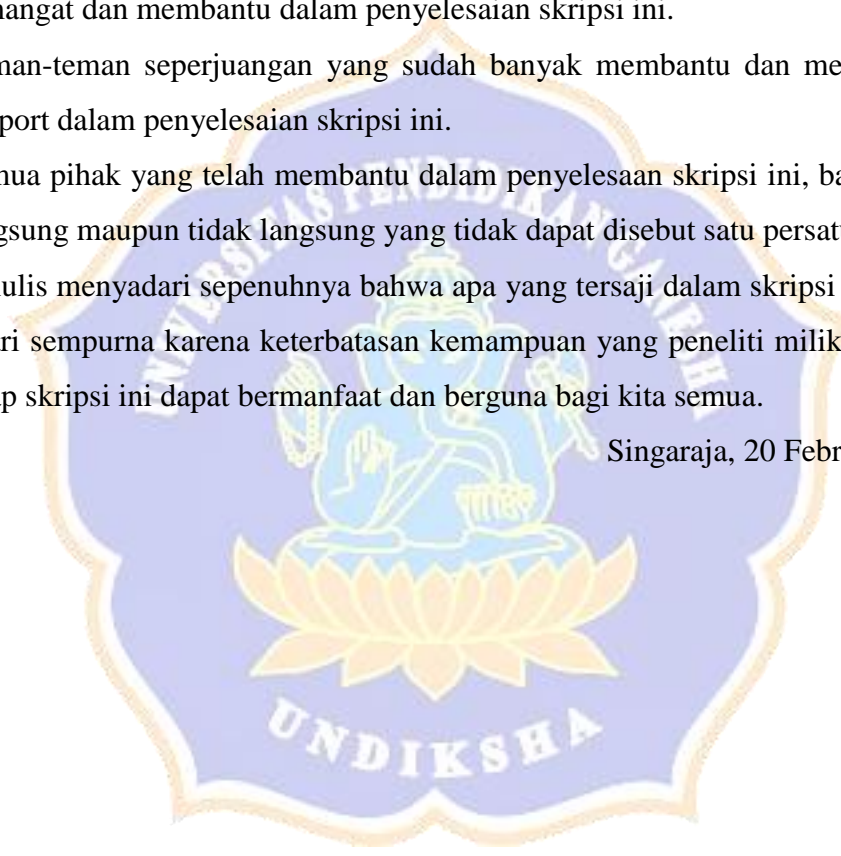 mangat dan membantu dalam penyelesaian skripsi ini.
man-teman seperjuangan yang sudah banyak membantu dan me
port dalam penyelesaian skripsi ini.
mua pihak yang telah membantu dalam penyelesaan skripsi ini, ba
gsung maupun tidak langsung yang tidak dapat disebut satu persatu
ulis menyadari sepenuhnya bahwa apa yang tersaji dalam skripsi
ri sempurna karena keterbatasan kemampuan yang peneliti milik
p skripsi ini dapat bermanfaat dan berguna bagi kita semua.
Singaraja, 20 Febr
UNIVERSITAS PENDIDIKAN GANESHA
UNDIKSHA